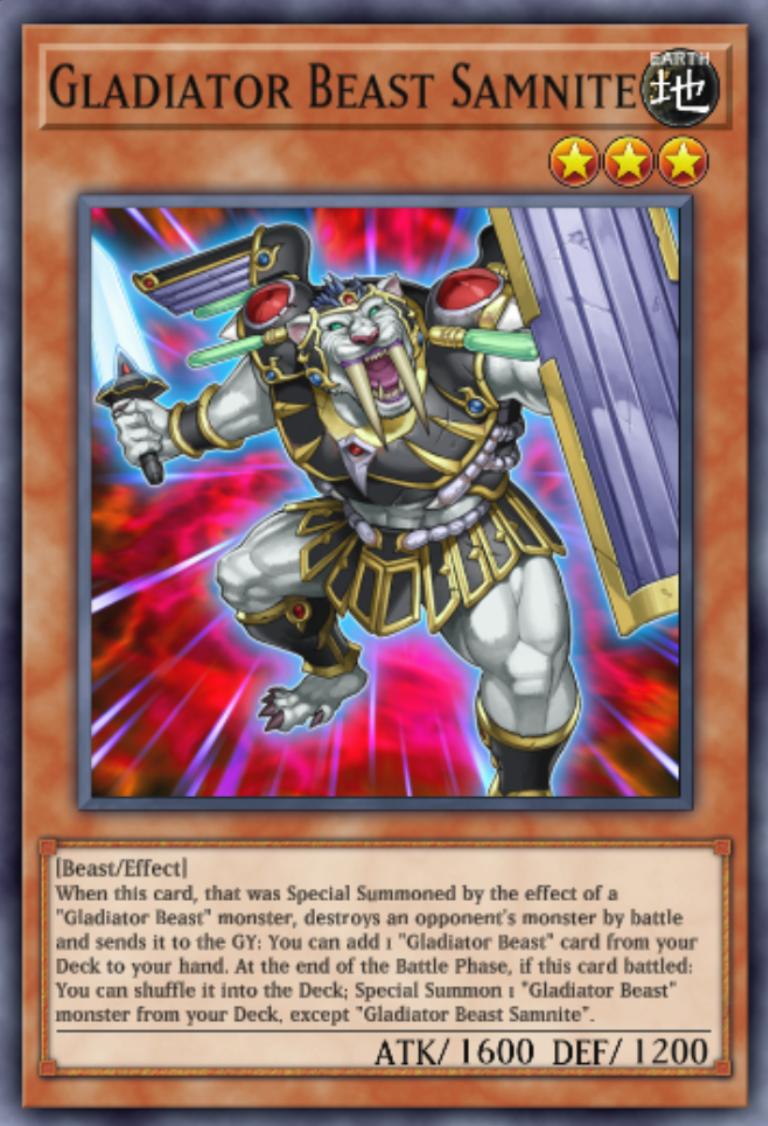 GLADIATOR BEAST SAMNITE
EARTH
地
[Beast/Effect]
When this card, that was Special Summoned by the effect of a
"Gladiator Beast" monster, destroys an opponent's monster by battle
and sends it to the GY: You can add 1 "Gladiator Beast" card from your
Deck to your hand. At the end of the Battle Phase, if this card battled:
You can shuffle it into the Deck; Special Summon 1 "Gladiator Beast"
monster from your Deck, except "Gladiator Beast Samnite".
ATK/ 1600 DEF/ 1200